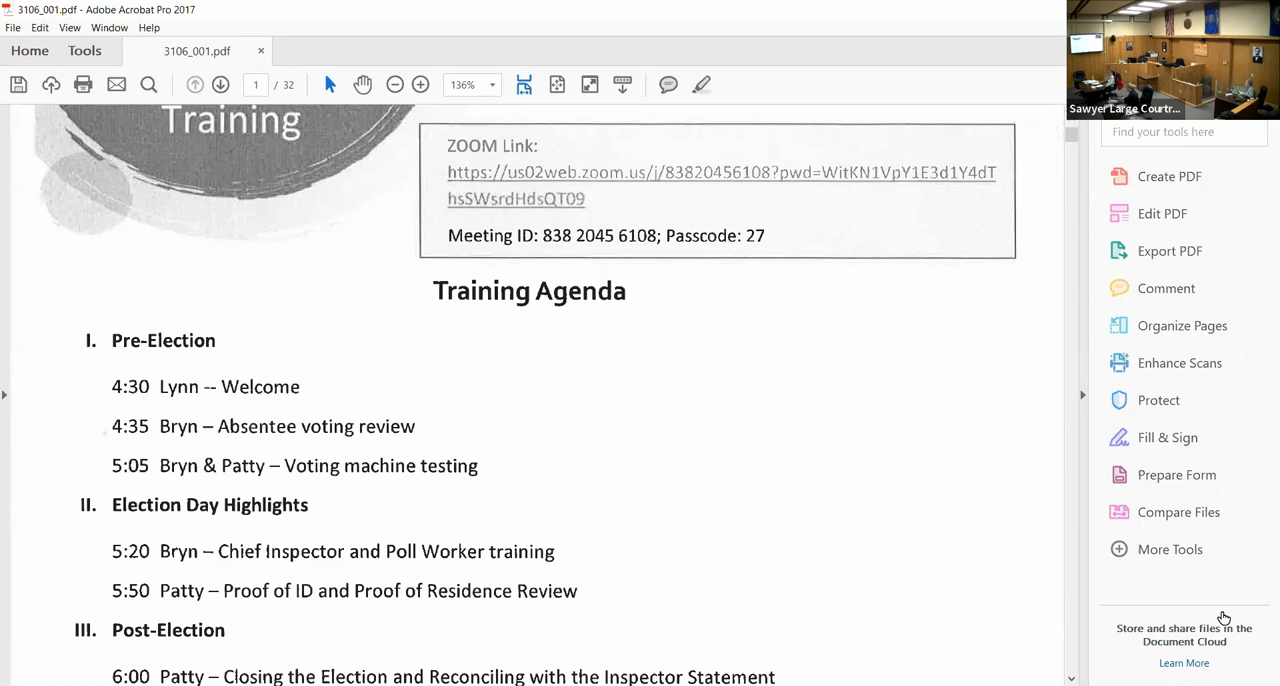 3106_001.pdf - Adobe Acrobat Pro 2017
File Edit View Window Help
Home Tools 3106_001.pdf ×
1 / 32 136%
Sawyer Large Courtr...
Training
ZOOM Link:
https://us02web.zoom.us/j/83820456108?pwd=WitKN1VpY1E3d1Y4dT
hsSWsrdHdsQT09
Meeting ID: 838 2045 6108; Passcode: 27
Training Agenda
I. Pre-Election
4:30 Lynn -- Welcome
4:35 Bryn – Absentee voting review
5:05 Bryn & Patty – Voting machine testing
II. Election Day Highlights
5:20 Bryn – Chief Inspector and Poll Worker training
5:50 Patty – Proof of ID and Proof of Residence Review
III. Post-Election
6:00 Patty – Closing the Election and Reconciling with the Inspector Statement
Find your tools here
Create PDF
Edit PDF
Export PDF
Comment
Organize Pages
Enhance Scans
Protect
Fill & Sign
Prepare Form
Compare Files
More Tools
Store and share files in the
Document Cloud
Learn More